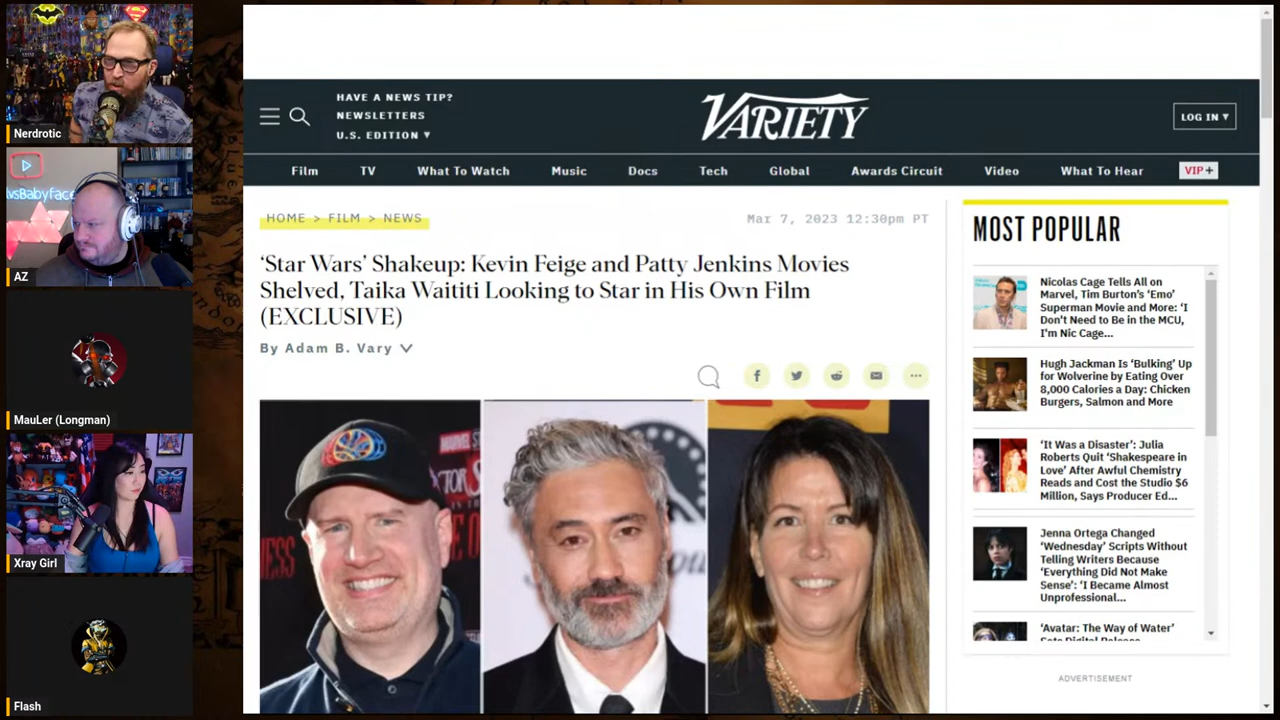 Nerdrotic
vsBabyface
AZ
MauLer (Longman)
Xray Girl
Flash
HAVE A NEWS TIP?
NEWSLETTERS
U.S. EDITION
VARIETY
LOG IN
Film
TV
What To Watch
Music
Docs
Tech
Global
Awards Circuit
Video
What To Hear
VIP+
HOME > FILM > NEWS
Mar 7, 2023 12:30pm PT
‘Star Wars’ Shakeup: Kevin Feige and Patty Jenkins Movies
Shelved, Taika Waititi Looking to Star in His Own Film
(EXCLUSIVE)
By Adam B. Vary
MOST POPULAR
Nicolas Cage Tells All on
Marvel, Tim Burton’s ‘Emo’
Superman Movie and More: ‘I
Don’t Need to Be in the MCU,
I’m Nic Cage...
Hugh Jackman Is ‘Bulking’ Up
for Wolverine by Eating Over
8,000 Calories a Day: Chicken
Burgers, Salmon and More
‘It Was a Disaster’: Julia
Roberts Quit ‘Shakespeare in
Love’ After Awful Chemistry
Reads and Cost the Studio $6
Million, Says Producer Ed...
Jenna Ortega Changed
‘Wednesday’ Scripts Without
Telling Writers Because
‘Everything Did Not Make
Sense’: ‘I Became Almost
Unprofessional...
‘Avatar: The Way of Water’
ADVERTISEMENT